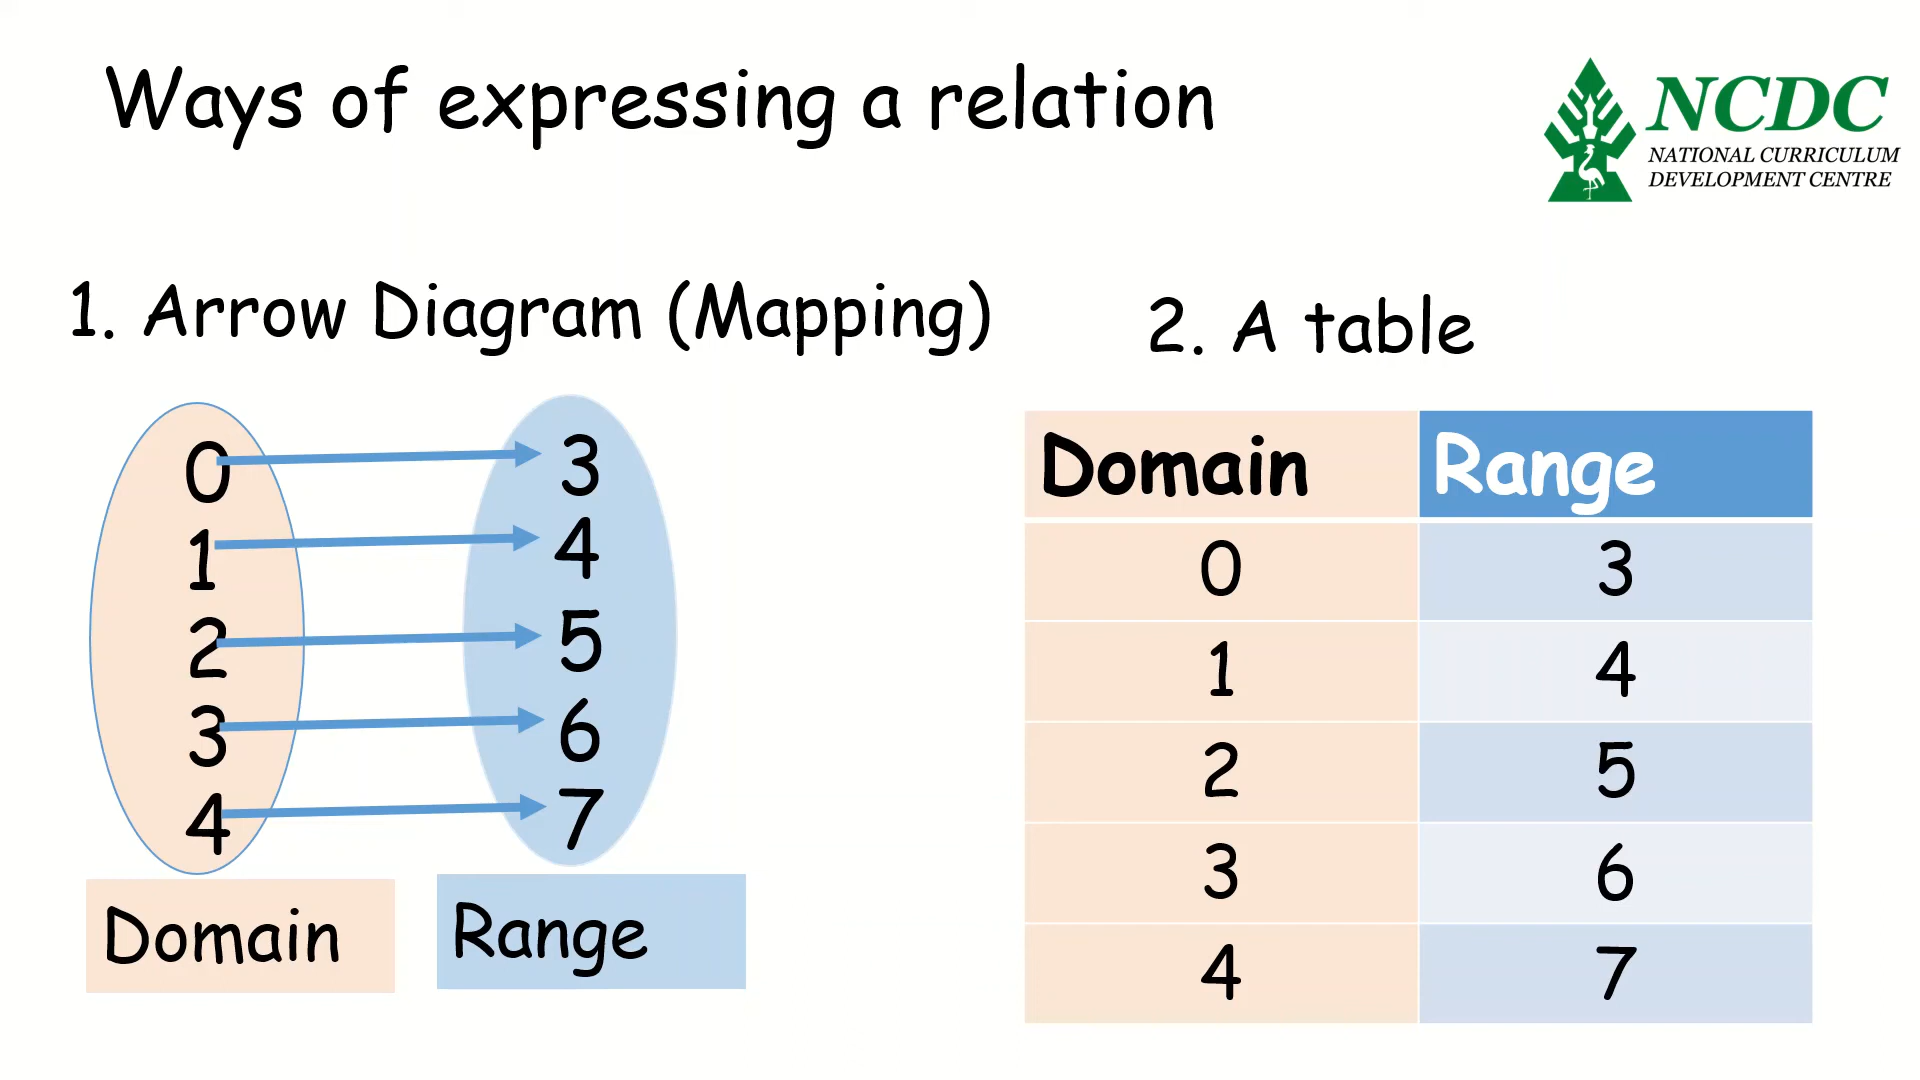 Ways of expressing a relation
NCDC
NATIONAL CURRICULUM
DEVELOPMENT CENTRE
1. Arrow Diagram (Mapping)
0 3
1 4
2 5
3 6
4 7
Domain Range
2. A table
Domain Range
0 3
1 4
2 5
3 6
4 7